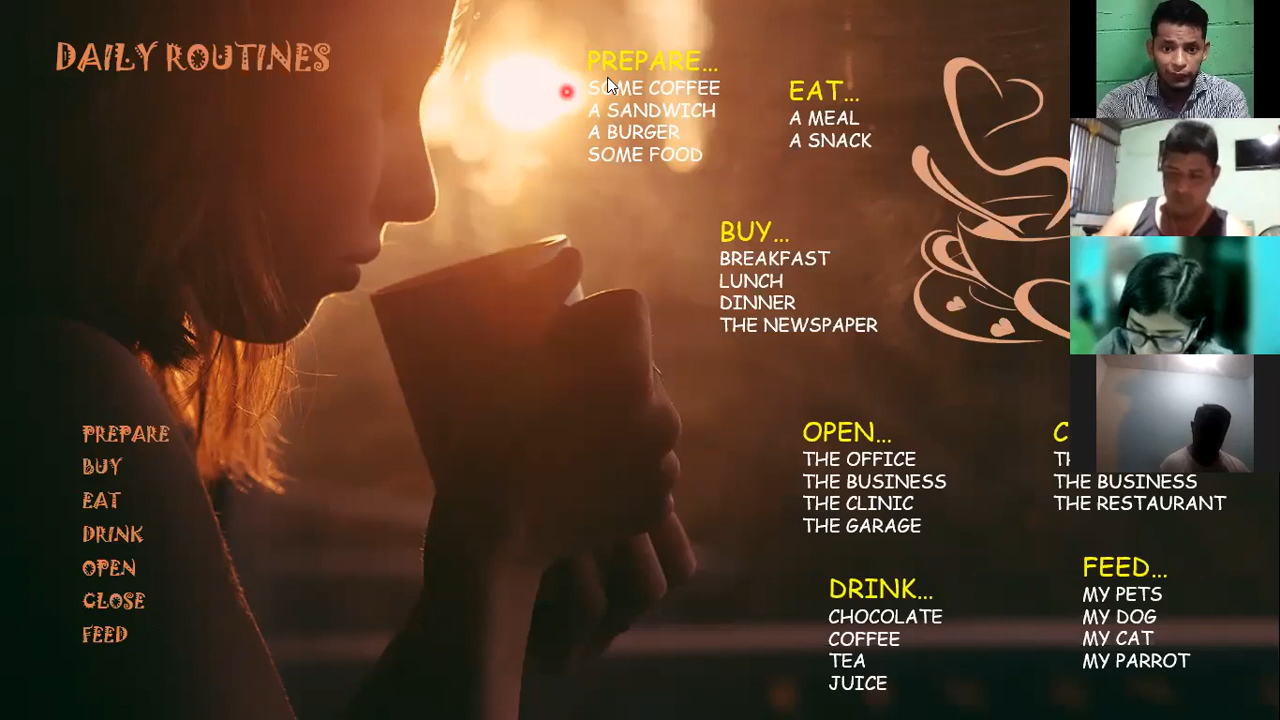 DAILY ROUTINES
PREPARE...
SOME COFFEE
A SANDWICH
A BURGER
SOME FOOD
EAT...
A MEAL
A SNACK
BUY...
BREAKFAST
LUNCH
DINNER
THE NEWSPAPER
PREPARE
BUY
EAT
DRINK
OPEN
CLOSE
FEED
OPEN...
THE OFFICE
THE BUSINESS
THE CLINIC
THE GARAGE
THE BUSINESS
THE RESTAURANT
DRINK...
CHOCOLATE
COFFEE
TEA
JUICE
FEED...
MY PETS
MY DOG
MY CAT
MY PARROT